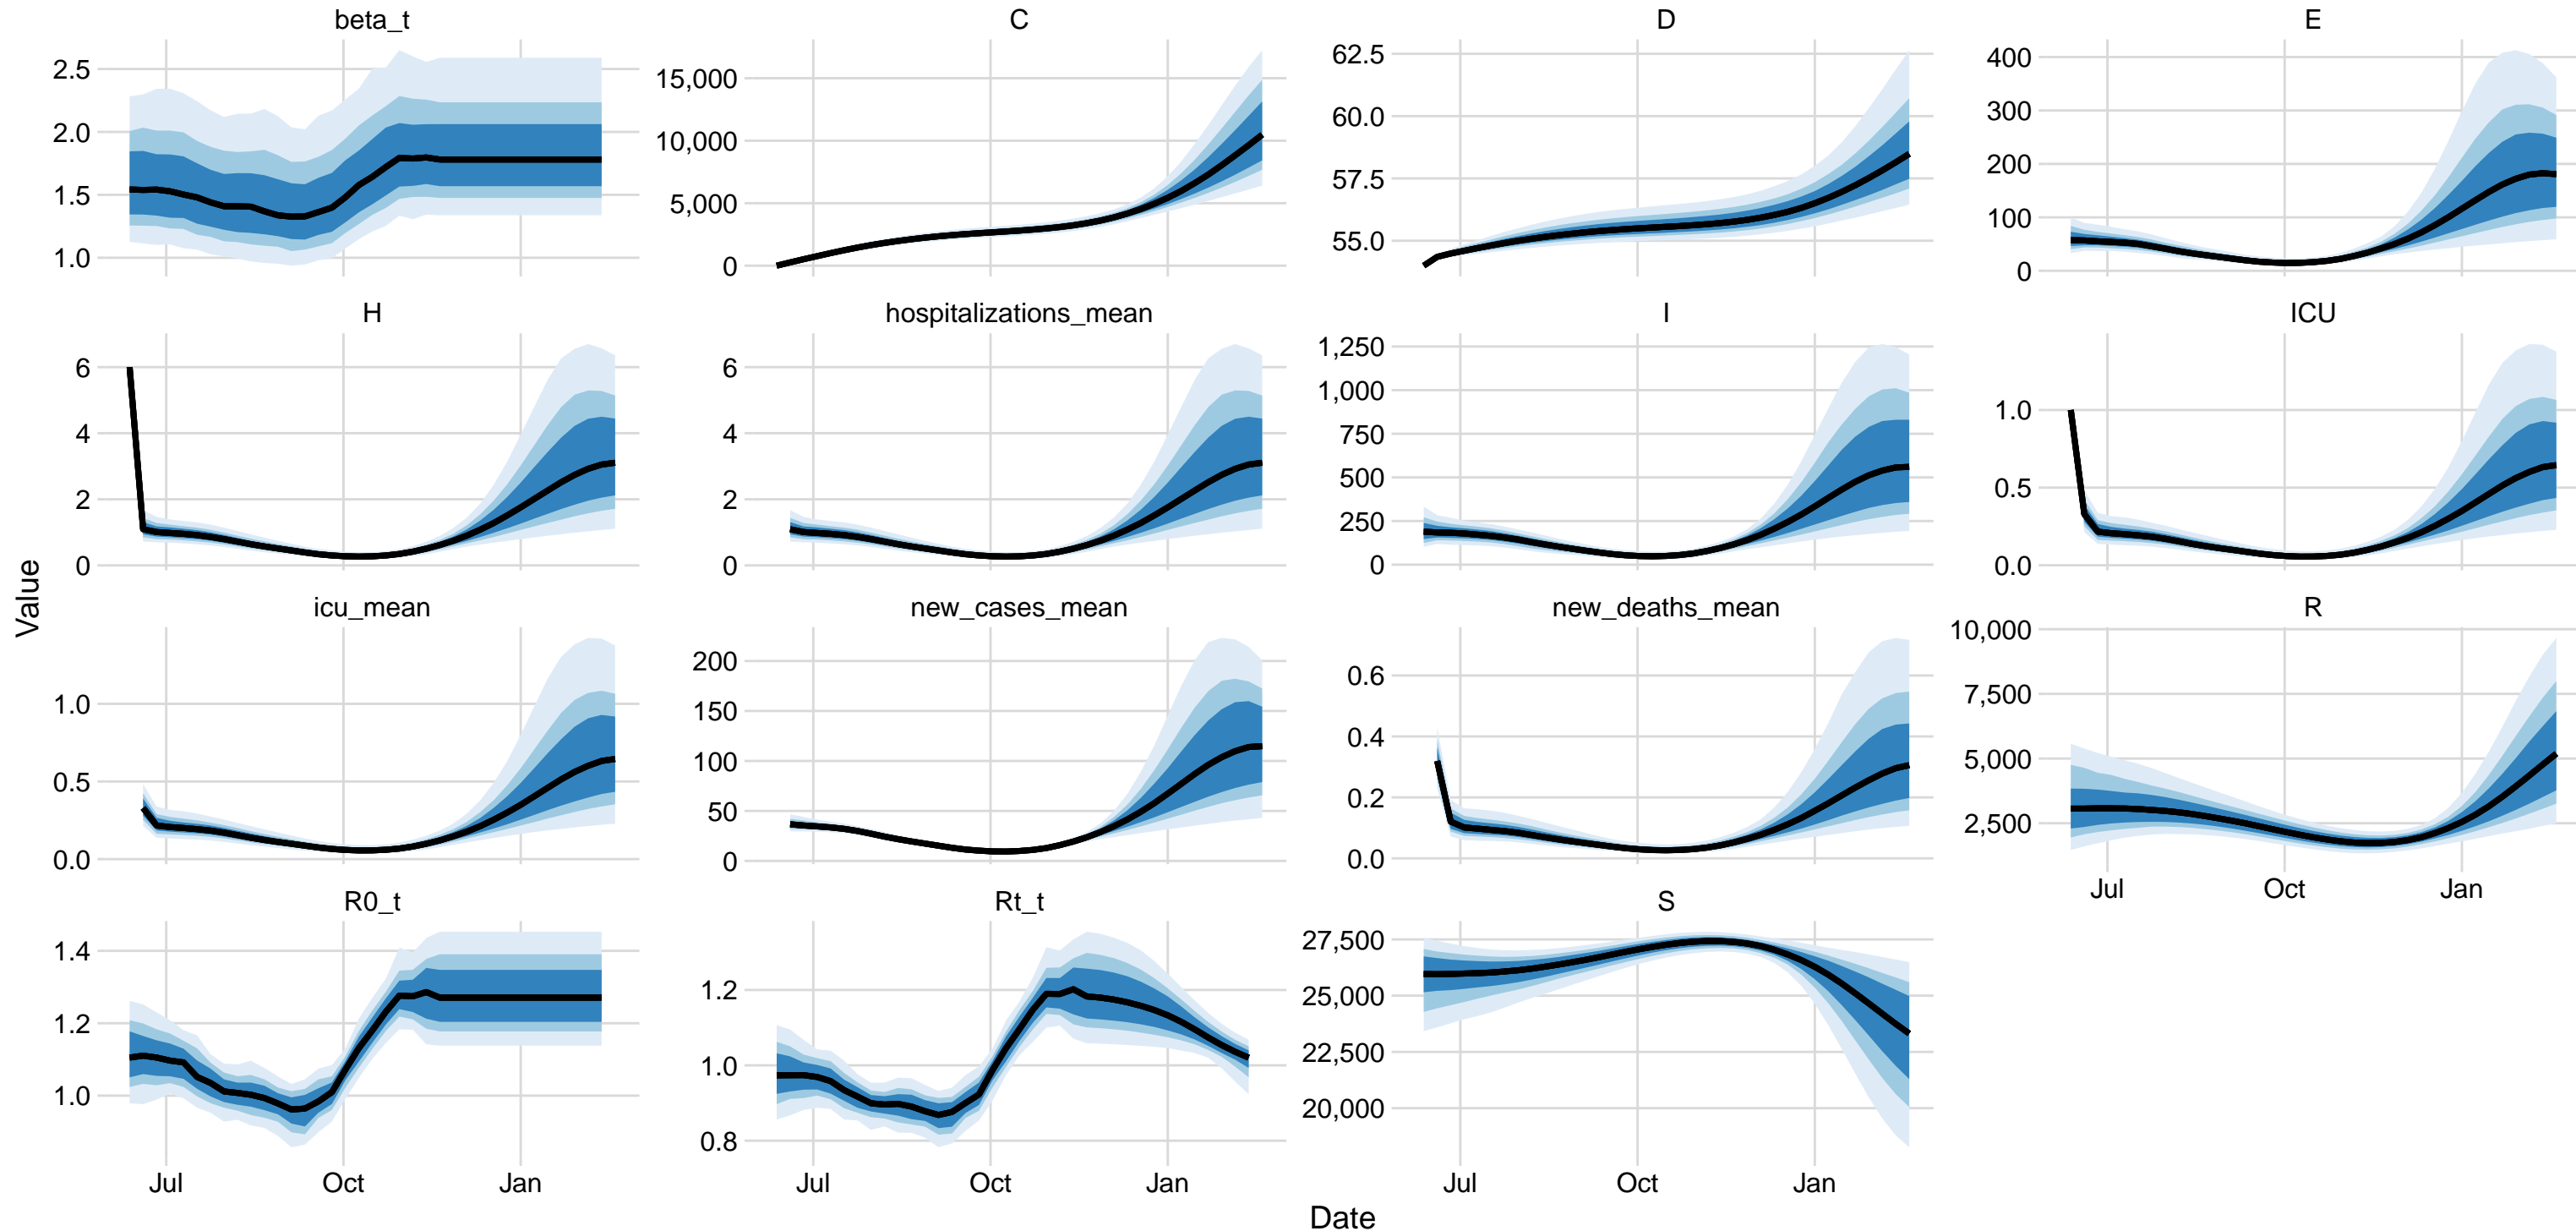 beta_t
2.5
2.0
1.5
1.0
C
15,000
10,000
5,000
0
D
62.5
60.0
57.5
55.0
E
400
300
200
100
0
H
6
4
2
0
hospitalizations_mean
6
4
2
0
I
1,250
1,000
750
500
250
0
ICU
1.0
0.5
0.0
Value
icu_mean
1.0
0.5
0.0
new_cases_mean
200
150
100
50
0
new_deaths_mean
0.6
0.4
0.2
0.0
R
10,000
7,500
5,000
2,500
Jul Oct Jan
R0_t
1.4
1.2
1.0
Jul Oct Jan
Rt_t
1.2
1.0
0.8
Jul Oct Jan
S
27,500
25,000
22,500
20,000
Jul Oct Jan
Date